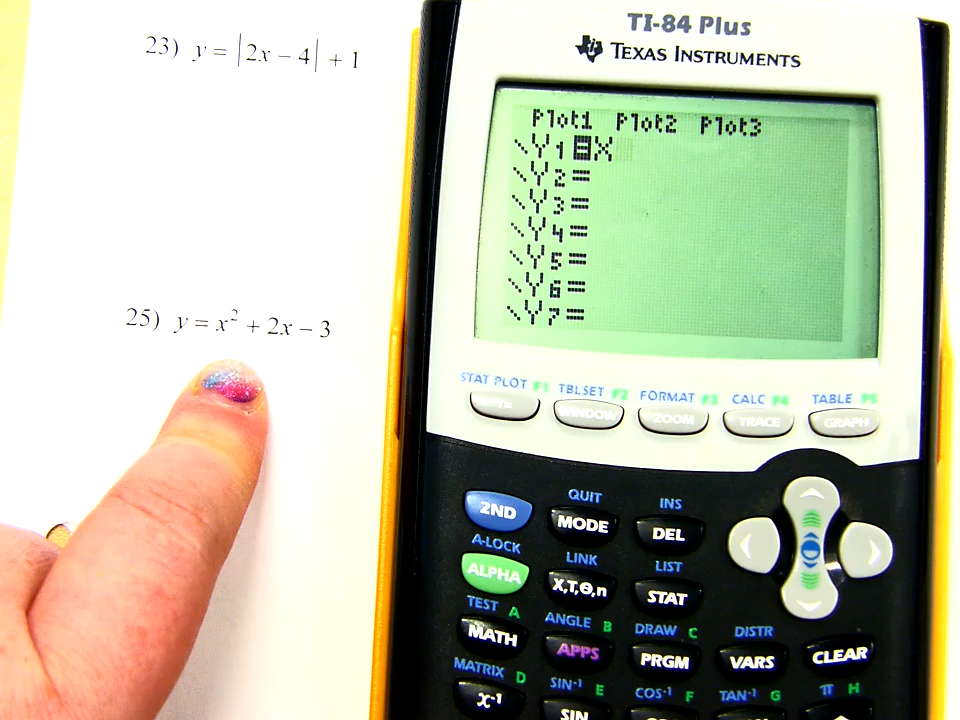 23) y = |2x − 4| + 1
25) y = x² + 2x − 3
TI-84 Plus
TEXAS INSTRUMENTS
Plot1 Plot2 Plot3
\Y1=X
\Y2=
\Y3=
\Y4=
\Y5=
\Y6=
\Y7=
STAT PLOT F1 TBLSET F2 FORMAT F3 CALC F4 TABLE F5
Y= WINDOW ZOOM TRACE GRAPH
QUIT INS
2ND MODE DEL
A-LOCK LINK LIST
ALPHA X,T,Θ,n STAT
TEST A ANGLE B DRAW C DISTR
MATH APPS PRGM VARS CLEAR
MATRIX D SIN⁻¹ E COS⁻¹ F TAN⁻¹ G π H
x⁻¹ SIN